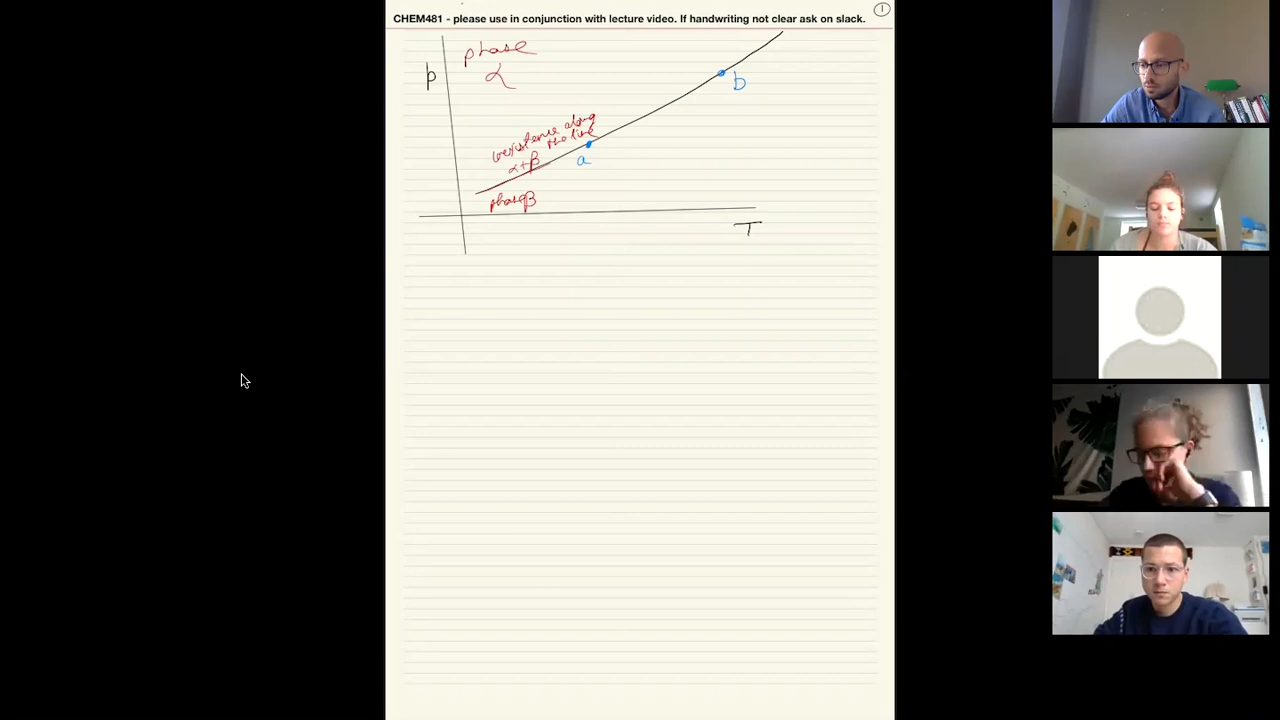 1
CHEM481 - please use in conjunction with lecture video. If handwriting not clear ask on slack.
phase
α
p
b
coexistence along
the line
α+β
a
phase β
T